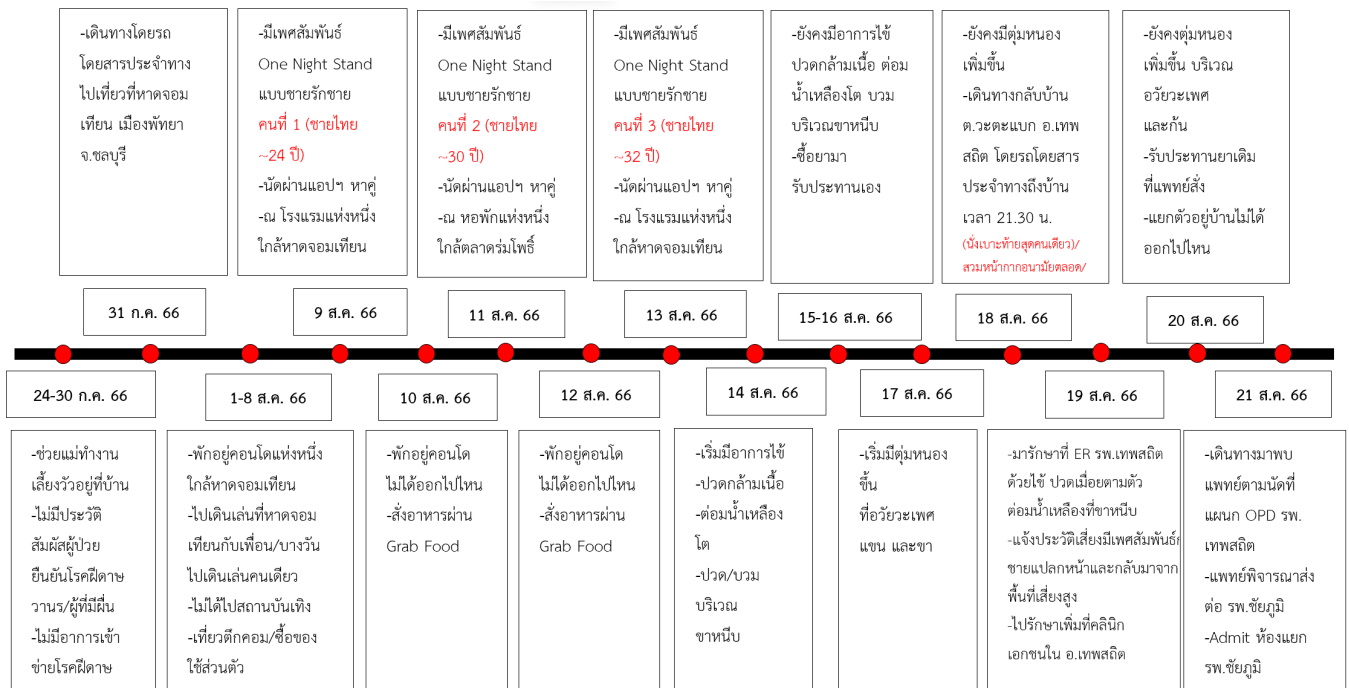 -เดินทางโดยรถ
โดยสารประจำทาง
ไปเที่ยวที่หาดจอม
เทียน เมืองพัทยา
จ.ชลบุรี
-มีเพศสัมพันธ์
One Night Stand
แบบชายรักชาย
คนที่ 1 (ชายไทย
~24 ปี)
-นัดผ่านแอปฯ หาคู่
-ณ โรงแรมแห่งหนึ่ง
ใกล้หาดจอมเทียน
-มีเพศสัมพันธ์
One Night Stand
แบบชายรักชาย
คนที่ 2 (ชายไทย
~30 ปี)
-นัดผ่านแอปฯ หาคู่
-ณ หอพักแห่งหนึ่ง
ใกล้ตลาดร่มโพธิ์
-มีเพศสัมพันธ์
One Night Stand
แบบชายรักชาย
คนที่ 3 (ชายไทย
~32 ปี)
-นัดผ่านแอปฯ หาคู่
-ณ โรงแรมแห่งหนึ่ง
ใกล้หาดจอมเทียน
-ยังคงมีอาการไข้
ปวดกล้ามเนื้อ ต่อม
น้ำเหลืองโต บวม
บริเวณขาหนีบ
-ซื้อยามา
รับประทานเอง
-ยังคงมีตุ่มหนอง
เพิ่มขึ้น
-เดินทางกลับบ้าน
ต.วะตะแบก อ.เทพ
สถิต โดยรถโดยสาร
ประจำทางถึงบ้าน
เวลา 21.30 น.
(นั่งเบาะท้ายสุดคนเดียว)/
สวมหน้ากากอนามัยตลอด/
-ยังคงตุ่มหนอง
เพิ่มขึ้น บริเวณ
อวัยวะเพศ
และก้น
-รับประทานยาเดิม
ที่แพทย์สั่ง
-แยกตัวอยู่บ้านไม่ได้
ออกไปไหน
31 ก.ค. 66
9 ส.ค. 66
11 ส.ค. 66
13 ส.ค. 66
15-16 ส.ค. 66
18 ส.ค. 66
20 ส.ค. 66
24-30 ก.ค. 66
1-8 ส.ค. 66
10 ส.ค. 66
12 ส.ค. 66
14 ส.ค. 66
17 ส.ค. 66
19 ส.ค. 66
21 ส.ค. 66
-ช่วยแม่ทำงาน
เลี้ยงวัวอยู่ที่บ้าน
-ไม่มีประวัติ
สัมผัสผู้ป่วย
ยืนยันโรคฝีดาษ
วานร/ผู้ที่มีผื่น
-ไม่มีอาการเข้า
ข่ายโรคฝีดาษ
-พักอยู่คอนโดแห่งหนึ่ง
ใกล้หาดจอมเทียน
-ไปเดินเล่นที่หาดจอม
เทียนกับเพื่อน/บางวัน
ไปเดินเล่นคนเดียว
-ไม่ได้ไปสถานบันเทิง
-เที่ยวตึกคอม/ซื้อของ
ใช้ส่วนตัว
-พักอยู่คอนโด
ไม่ได้ออกไปไหน
-สั่งอาหารผ่าน
Grab Food
-พักอยู่คอนโด
ไม่ได้ออกไปไหน
-สั่งอาหารผ่าน
Grab Food
-เริ่มมีอาการไข้
-ปวดกล้ามเนื้อ
-ต่อมน้ำเหลือง
โต
-ปวด/บวม
บริเวณ
ขาหนีบ
-เริ่มมีตุ่มหนอง
ขึ้น
ที่อวัยวะเพศ
แขน และขา
-มารักษาที่ ER รพ.เทพสถิต
ด้วยไข้ ปวดเมื่อยตามตัว
ต่อมน้ำเหลืองที่ขาหนีบ
-แจ้งประวัติเสี่ยงมีเพศสัมพันธ์
ชายแปลกหน้าและกลับมาจาก
พื้นที่เสี่ยงสูง
-ไปรักษาเพิ่มที่คลินิก
เอกชนใน อ.เทพสถิต
-เดินทางมาพบ
แพทย์ตามนัดที่
แผนก OPD รพ.
เทพสถิต
-แพทย์พิจารณาส่ง
ต่อ รพ.ชัยภูมิ
-Admit ห้องแยก
รพ.ชัยภูมิ